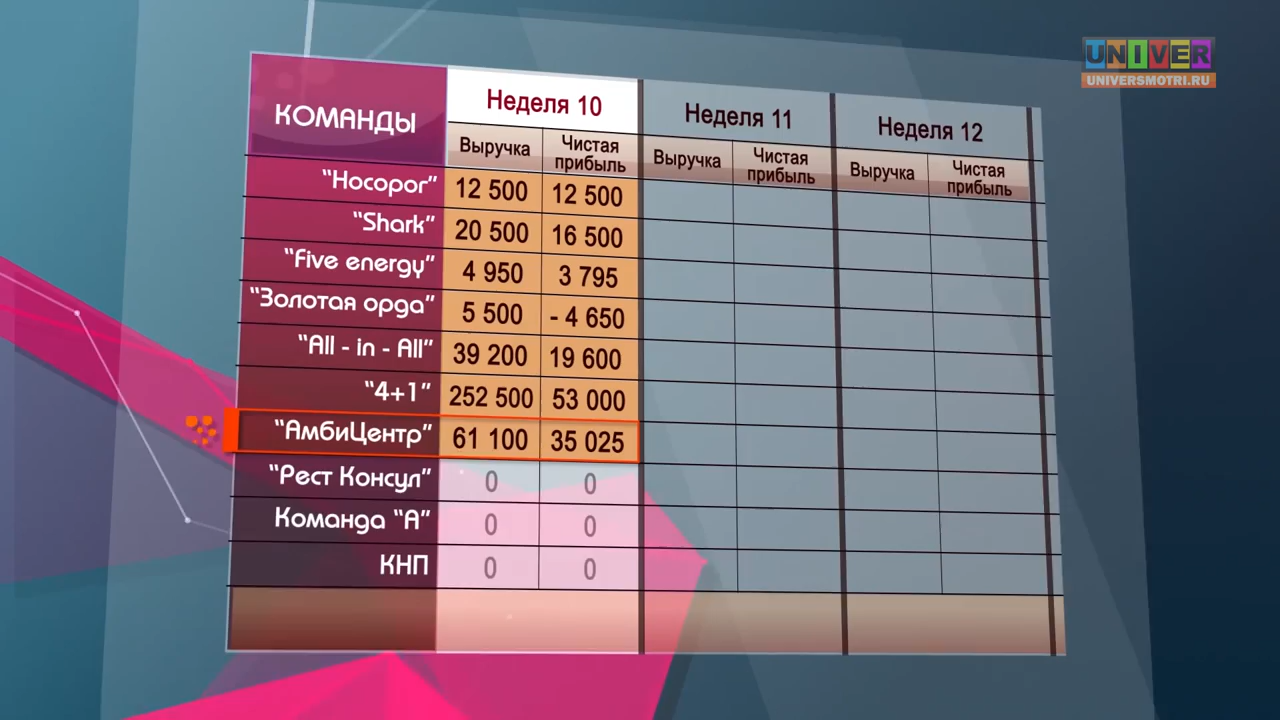 UNIVER
UNIVERSMOTRI.RU
КОМАНДЫ
Неделя 10
Неделя 11
Неделя 12
Выручка
Чистая
прибыль
Выручка
Чистая
прибыль
Выручка
Чистая
прибыль
“Носорог” 12 500 12 500
“Shark” 20 500 16 500
“Five energy” 4 950 3 795
“Золотая орда” 5 500 - 4 650
“All - in - All” 39 200 19 600
“4+1” 252 500 53 000
“АмбиЦентр” 61 100 35 025
“Рест Консул” 0 0
Команда “А” 0 0
КНП 0 0